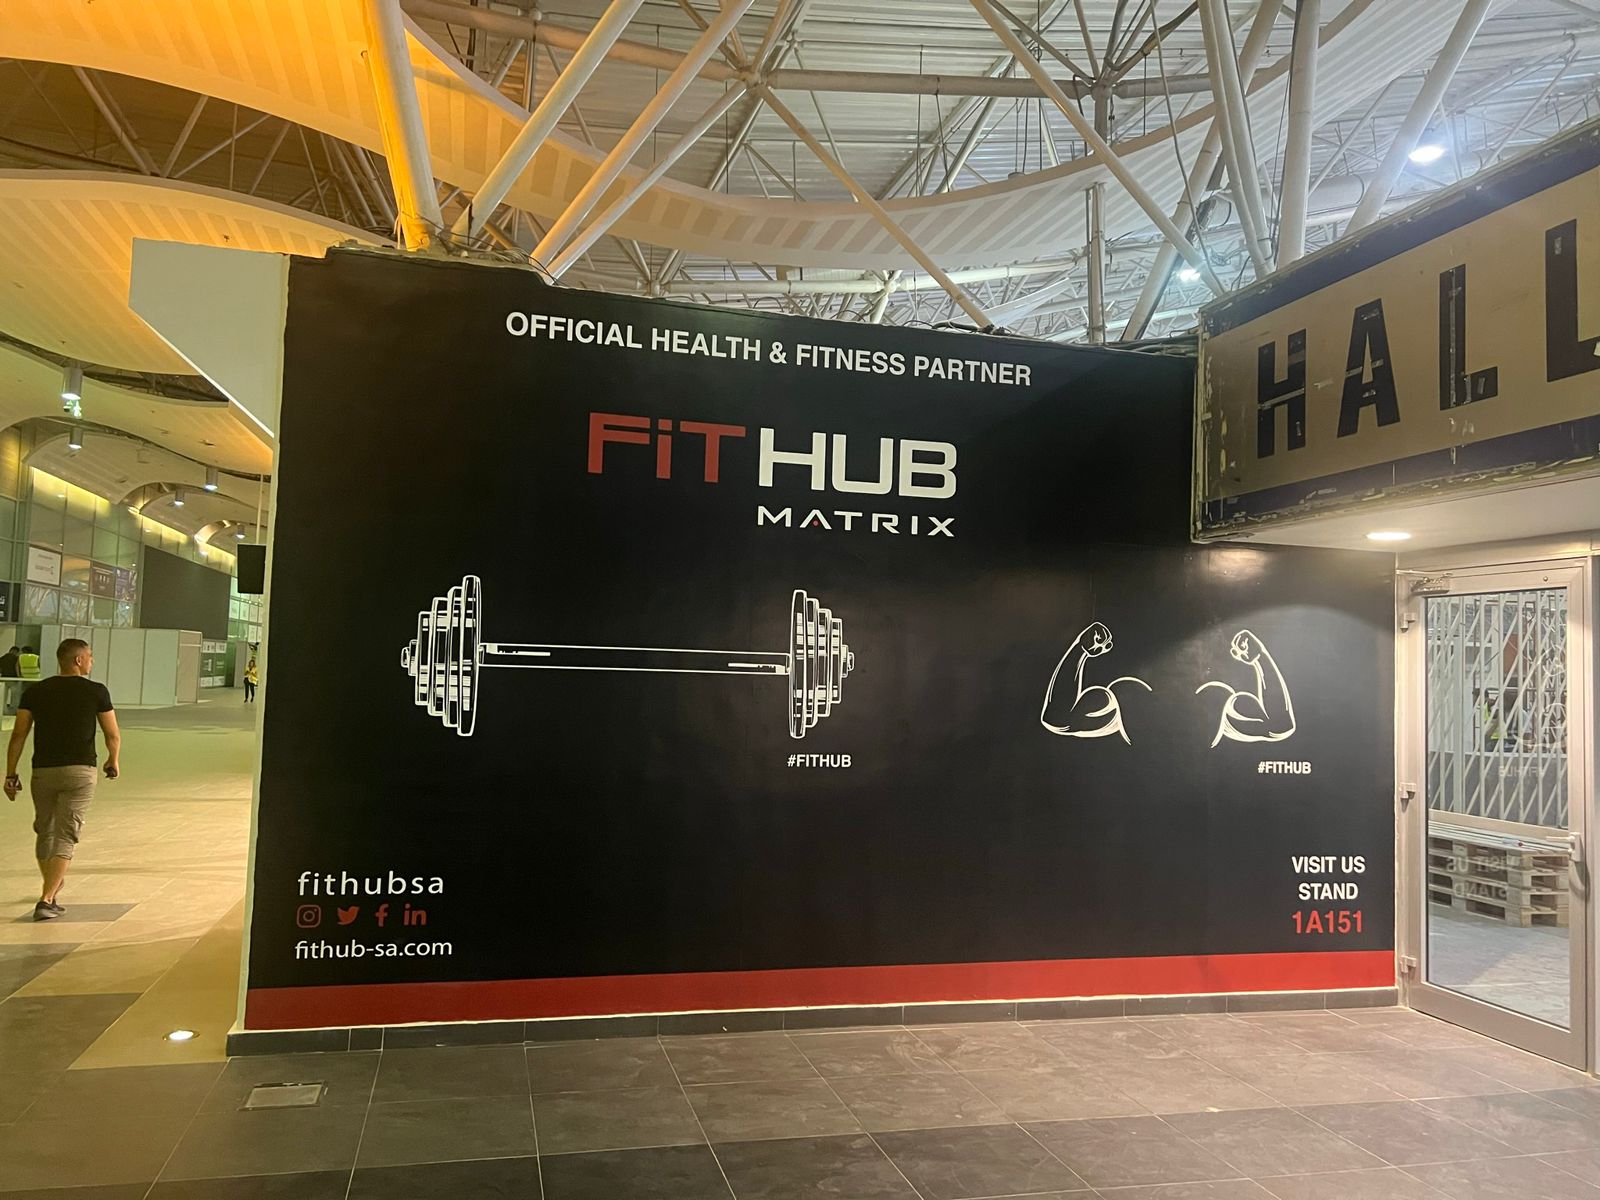 OFFICIAL HEALTH & FITNESS PARTNER
FiT HUB
MATRIX
HALL
#FITHUB
#FITHUB
fithubsa
fithub-sa.com
VISIT US
STAND
1A151